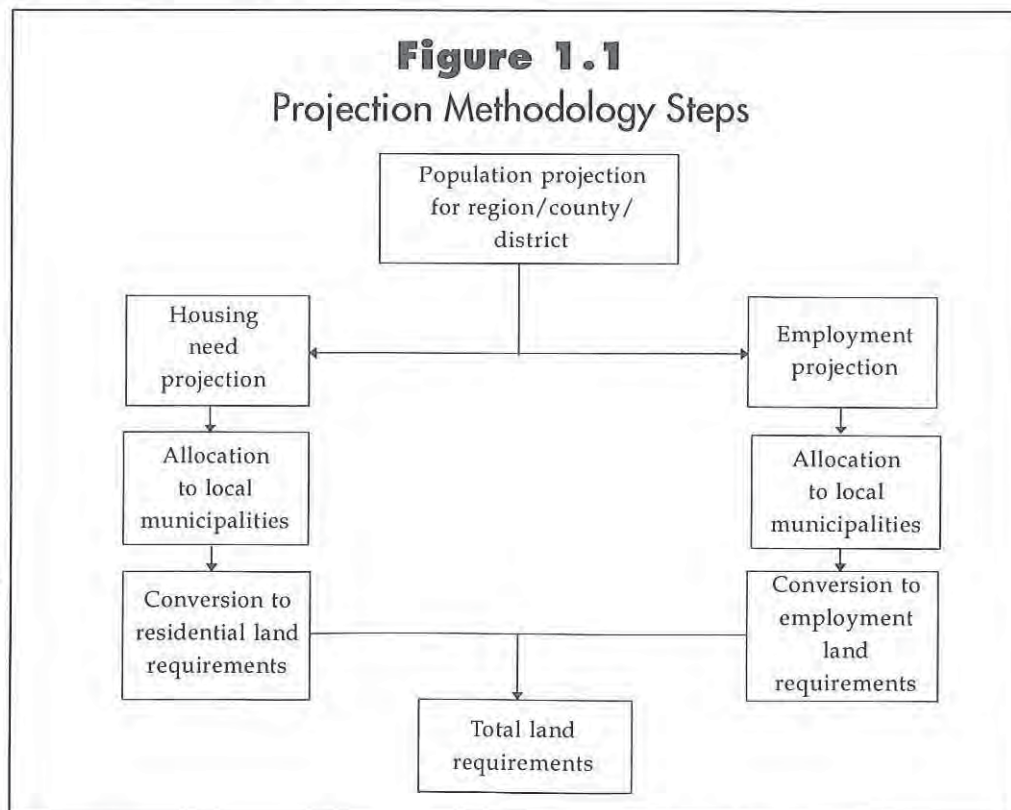 Figure 1.1
Projection Methodology Steps
Population projection
for region/county/
district
Housing
need
projection
Employment
projection
Allocation
to local
municipalities
Allocation
to local
municipalities
Conversion to
residential land
requirements
Conversion to
employment
land
requirements
Total land
requirements